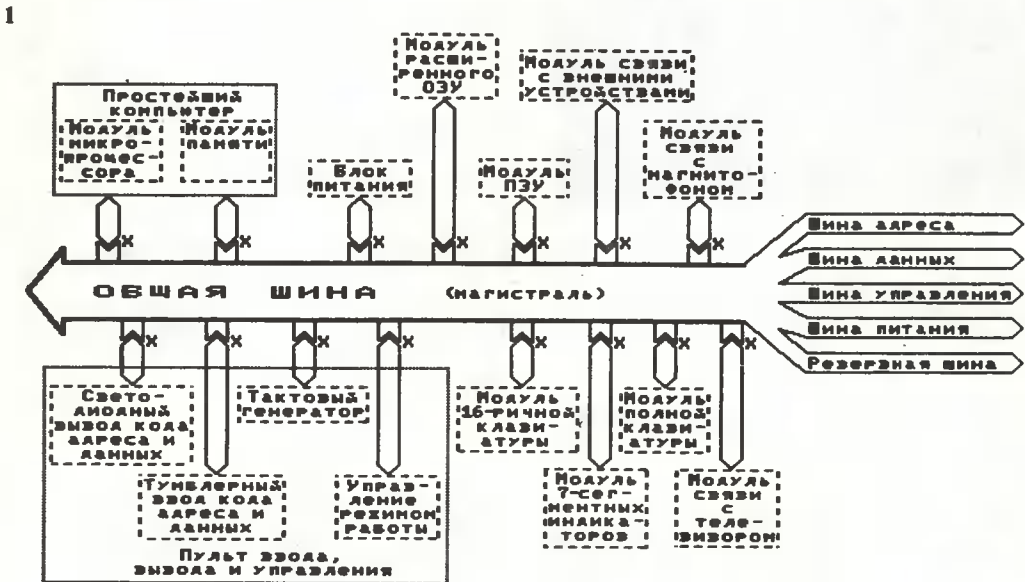 1
Модуль
расши-
ренного
ОЗУ
Модуль связи
с внешними
устройствами
Простейший
компьютер
Модуль
микро-
процес-
сора
Модуль
памяти
Блок
питания
Модуль
ПЗУ
Модуль
связи
с
магнито-
фоном
x x x x x x x
Шина адреса
Шина данных
Шина управления
Шина питания
Резервная шина
ОБЩАЯ ШИНА (магистраль)
x x x x x x x x
Свето-
диодный
вывод кода
адреса и
данных
Тактовый
генератор
Модуль
16-ричной
клави-
атуры
Модуль
полной
клави-
атуры
Тумблерный
ввод кода
адреса и
данных
Управ-
ление
режимом
работы
Модуль
7-сег-
ментных
индика-
торов
Модуль
связи
с
теле-
визором
Пульт ввода,
вывода и управления